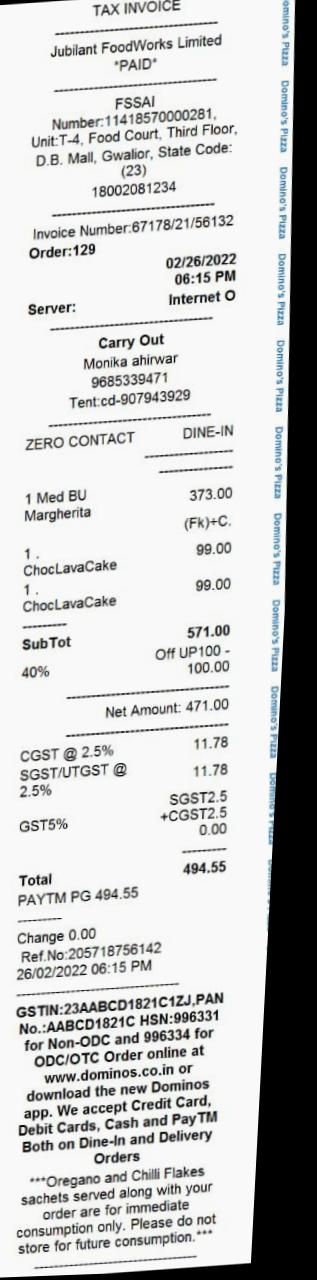 TAX INVOICE
Jubilant FoodWorks Limited
*PAID*
FSSAI
Number:11418570000281,
Unit:T-4, Food Court, Third Floor,
D.B. Mall, Gwalior, State Code:
(23)
18002081234
Invoice Number:67178/21/56132
Order:129
02/26/2022
06:15 PM
Server: Internet O
Carry Out
Monika ahirwar
9685339471
Tent:cd-907943929
ZERO CONTACT DINE-IN
1 Med BU 373.00
Margherita
(Fk)+C.
1 . 99.00
ChocLavaCake
1 . 99.00
ChocLavaCake
SubTot 571.00
40% Off UP100 -
100.00
Net Amount: 471.00
CGST @ 2.5% 11.78
SGST/UTGST @ 11.78
2.5%
GST5% SGST2.5
+CGST2.5
0.00
Total 494.55
PAYTM PG 494.55
Change 0.00
Ref.No:205718756142
26/02/2022 06:15 PM
GSTIN:23AABCD1821C1ZJ,PAN
No.:AABCD1821C HSN:996331
for Non-ODC and 996334 for
ODC/OTC Order online at
www.dominos.co.in or
download the new Dominos
app. We accept Credit Card,
Debit Cards, Cash and PayTM
Both on Dine-In and Delivery
Orders
***Oregano and Chilli Flakes
sachets served along with your
order are for immediate
consumption only. Please do not
store for future consumption.***
Domino's Pizza
Domino's Pizza
Domino's Pizza
Domino's Pizza
Domino's Pizza
Domino's Pizza
Domino's Pizza
Domino's Pizza
Domino's Pizza
Domino's Pizza